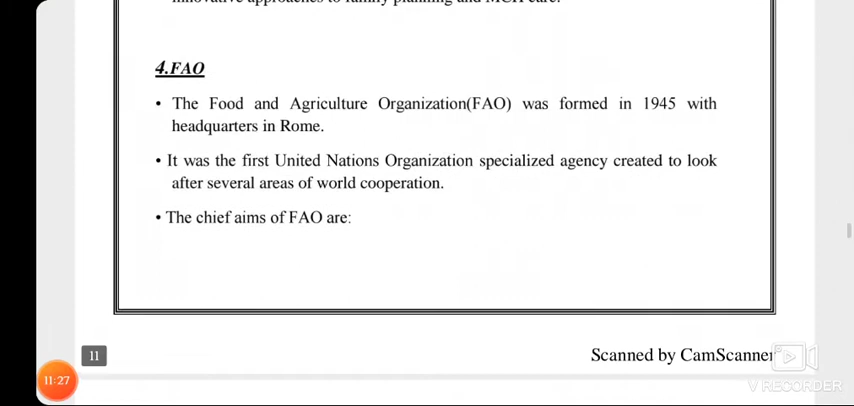 4.FAO
• The Food and Agriculture Organization(FAO) was formed in 1945 with
headquarters in Rome.
• It was the first United Nations Organization specialized agency created to look
after several areas of world cooperation.
• The chief aims of FAO are:
11
Scanned by CamScanner
11:27
V RECORDER